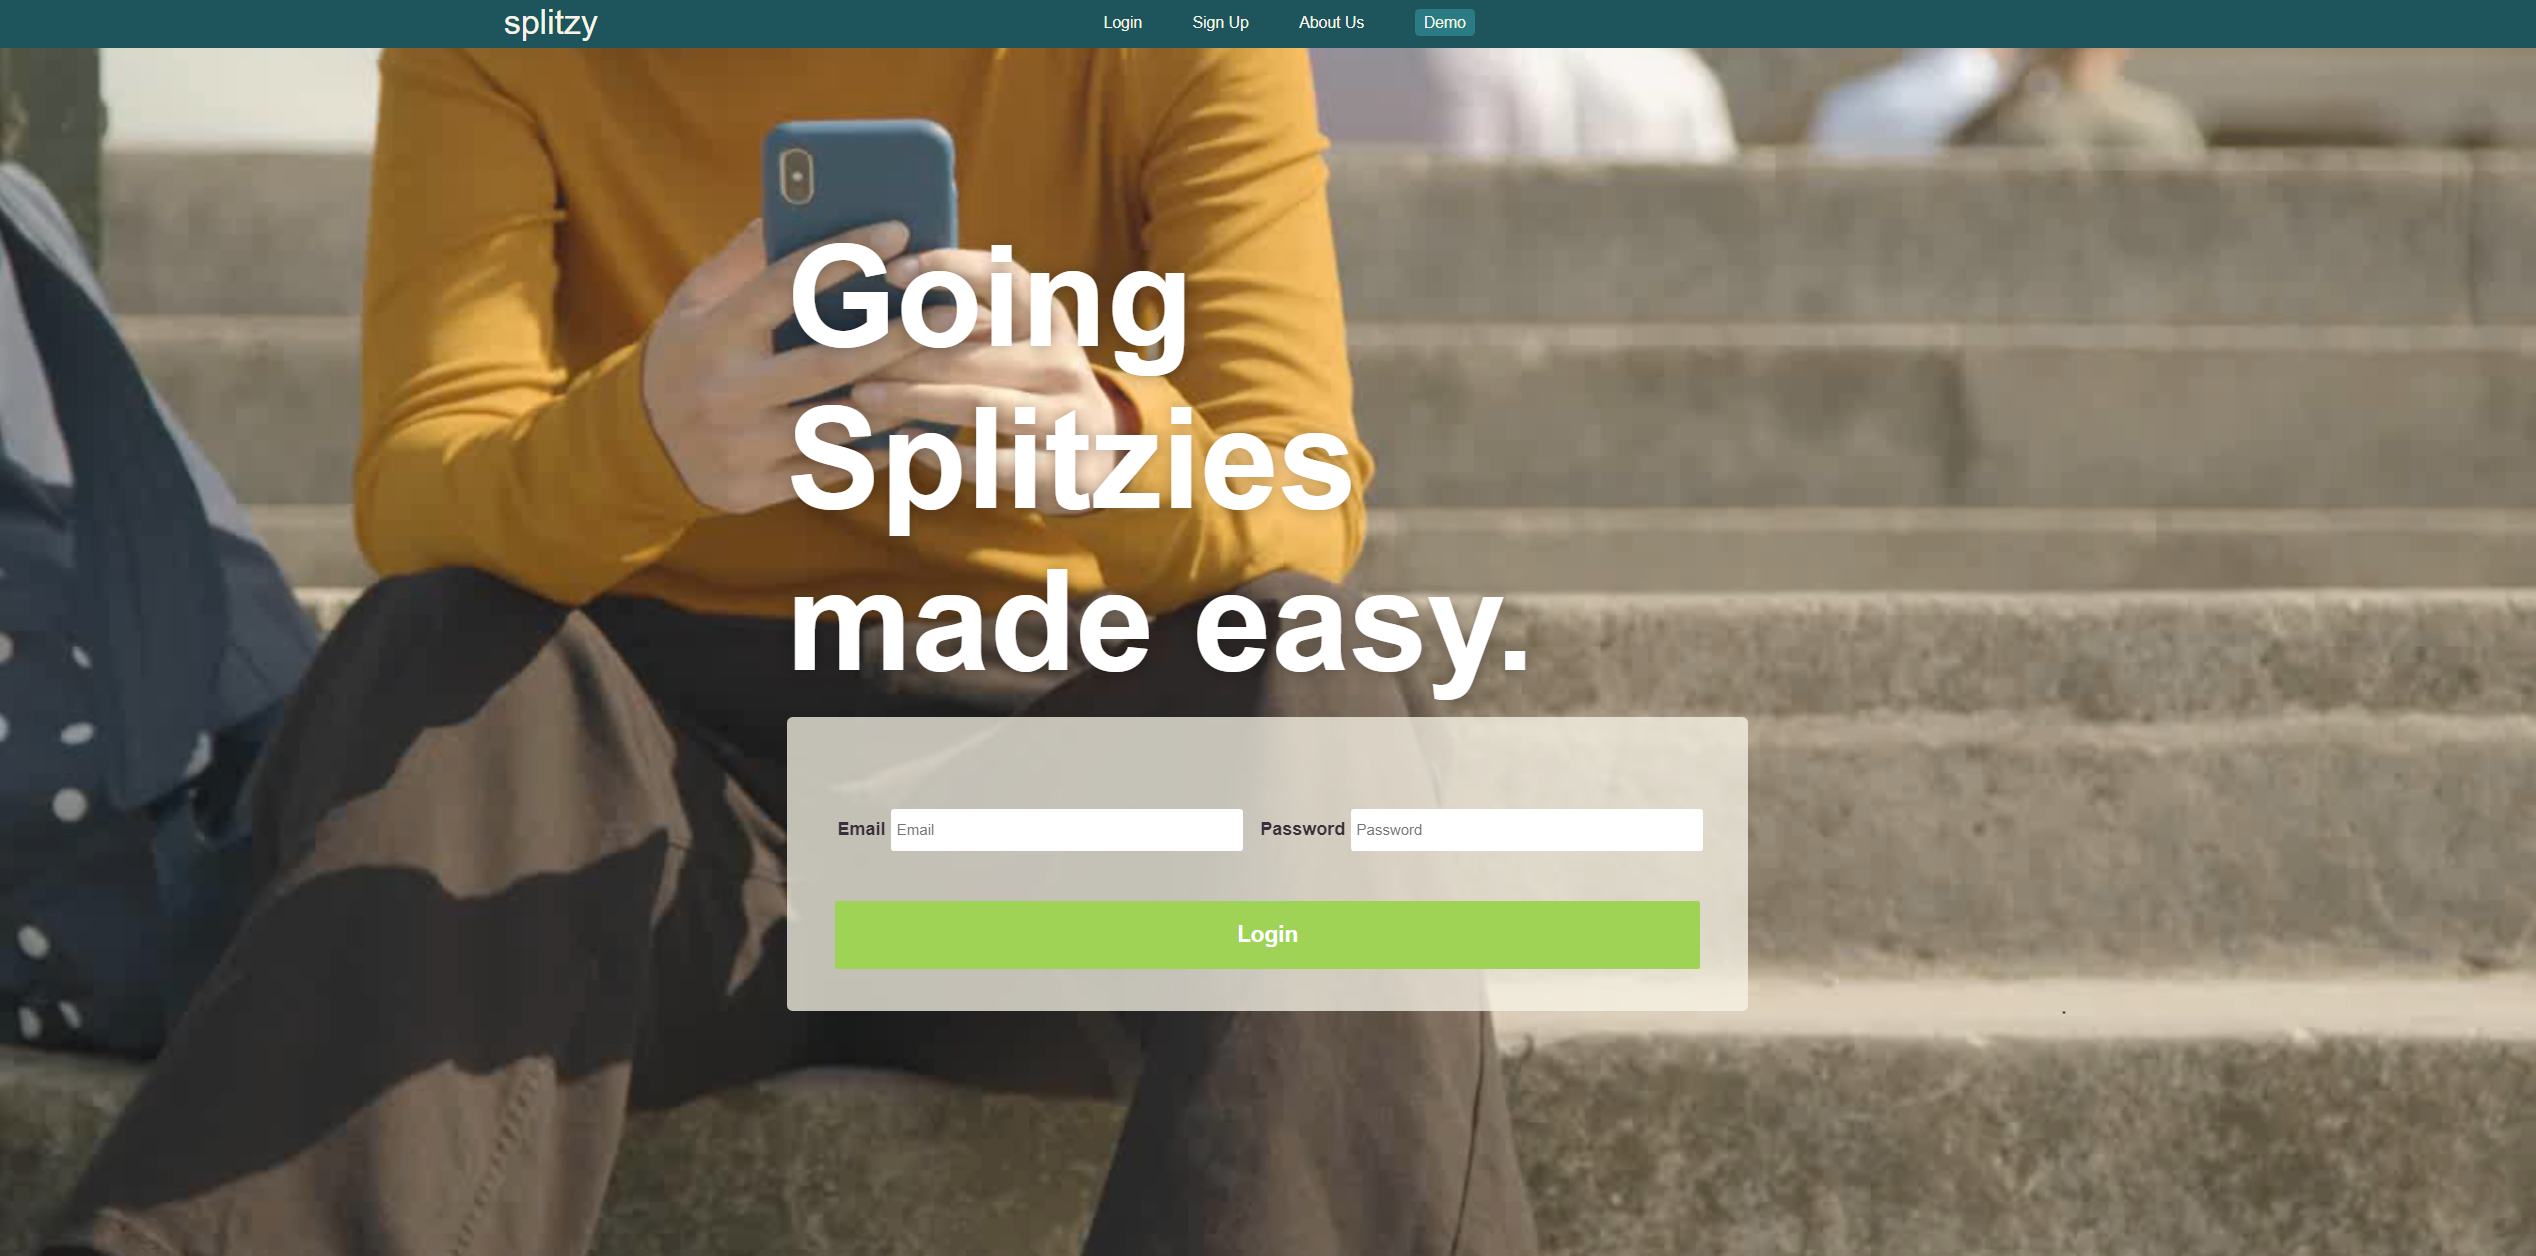 splitzy
Login
Sign Up
About Us
Demo
Going
Splitzies
made easy.
Email
Email
Password
Password
Login